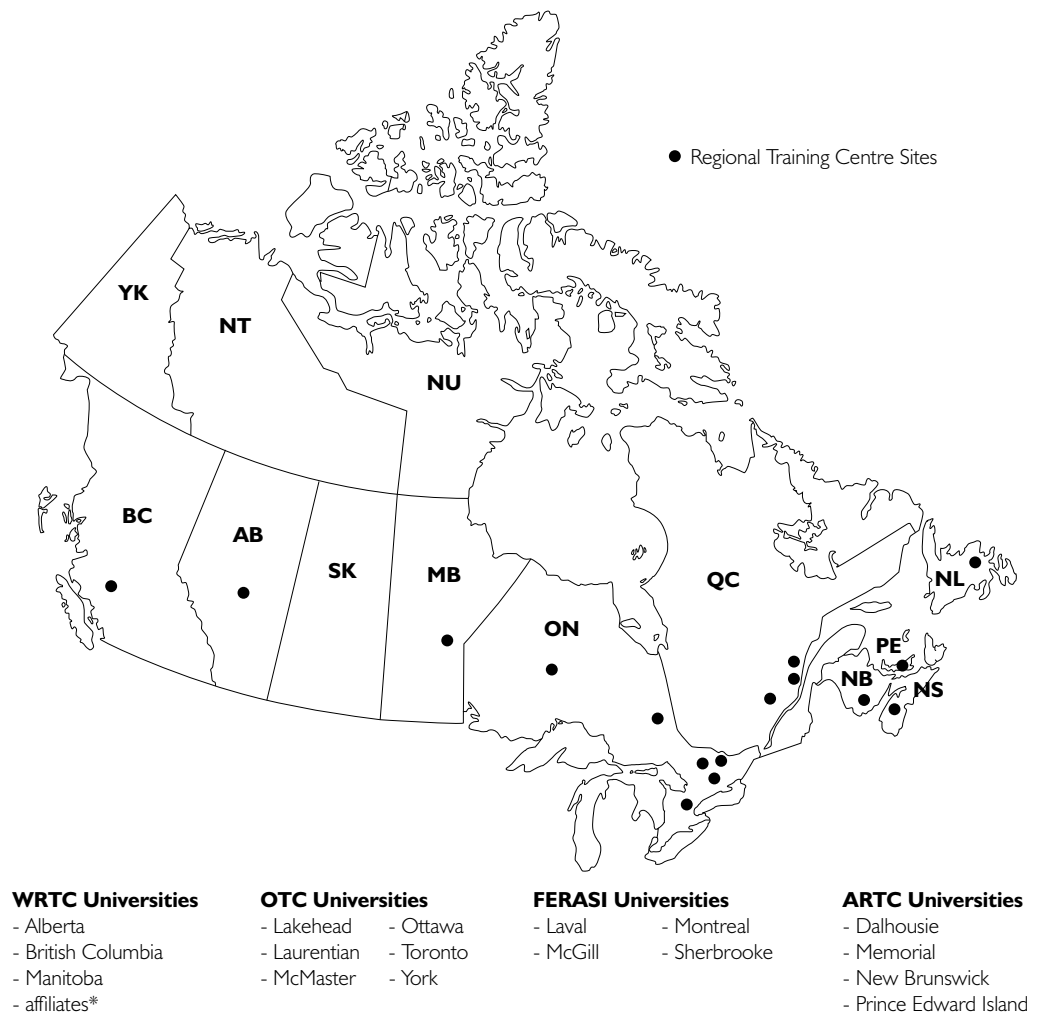 Regional Training Centre Sites
YK
NT
NU
BC
AB
SK
MB
ON
QC
NL
PE
NB
NS
WRTC Universities
- Alberta
- British Columbia
- Manitoba
- affiliates*
OTC Universities
- Lakehead - Ottawa
- Laurentian - Toronto
- McMaster - York
FERASI Universities
- Laval - Montreal
- McGill - Sherbrooke
ARTC Universities
- Dalhousie
- Memorial
- New Brunswick
- Prince Edward Island